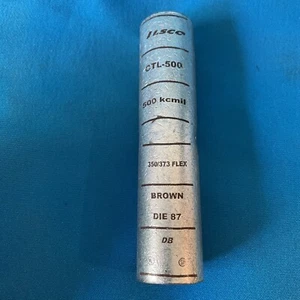 ILSCO
CTL-500
500 kcmil
350/373 FLEX
BROWN
DIE 87
DB